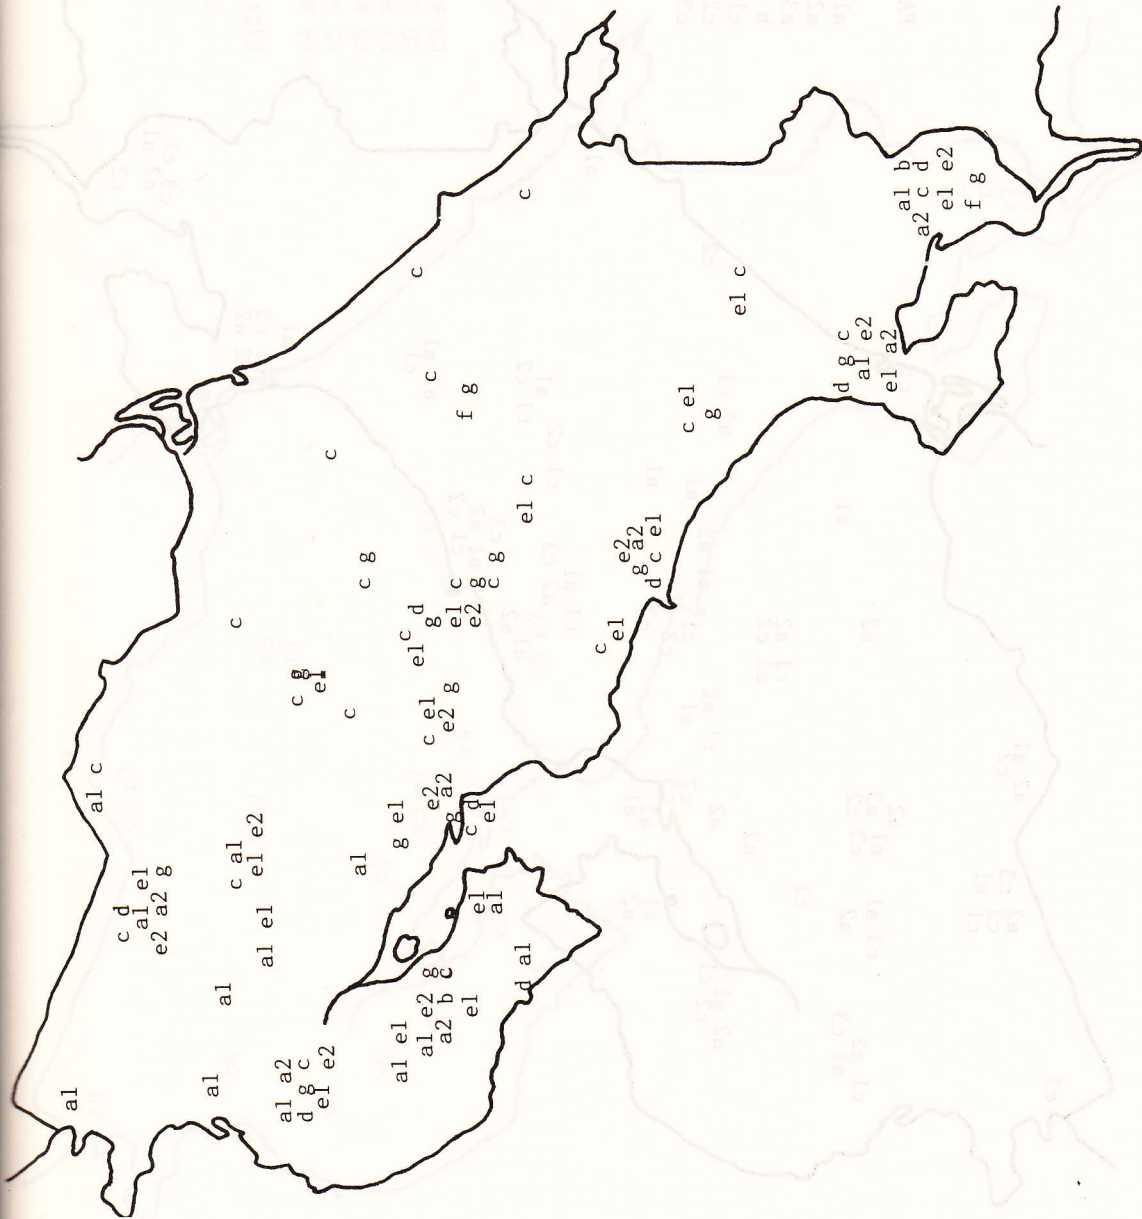 a1
a1 c
c d
a1 e1
e2 a2 g
a1
a1
c
c a1
e1 e2
a1 e1
a1 a2
d g c
e1 e2
c g
e1
c
c
a1
c g
g e1
a1 e1
c
e1 c d
g
a1 e2 g
a2 b c
e1
c e1
e2 g
c
f g
e2 a2
g d
c e1
e1 c
e2 g
c g
e1
a1
d a1
c
e1 c
c
e1
e2
g a2
d c e1
c e1
g
e1 c
d g c
a1 e2
e1 a2
a1 b
a2 c d
e1 e2
f g